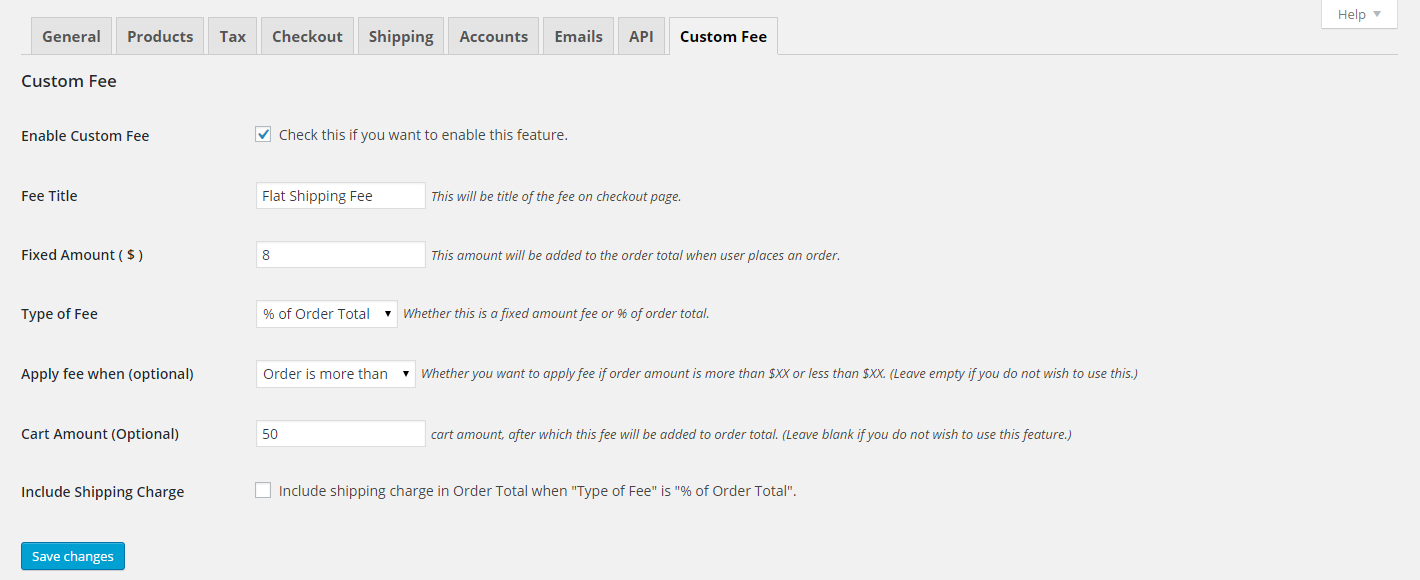 Help
General Products Tax Checkout Shipping Accounts Emails API Custom Fee
Custom Fee
Enable Custom Fee Check this if you want to enable this feature.
Fee Title Flat Shipping Fee This will be title of the fee on checkout page.
Fixed Amount ( $ ) 8 This amount will be added to the order total when user places an order.
Type of Fee % of Order Total Whether this is a fixed amount fee or % of order total.
Apply fee when (optional) Order is more than Whether you want to apply fee if order amount is more than $XX or less than $XX. (Leave empty if you do not wish to use this.)
Cart Amount (Optional) 50 cart amount, after which this fee will be added to order total. (Leave blank if you do not wish to use this feature.)
Include Shipping Charge Include shipping charge in Order Total when "Type of Fee" is "% of Order Total".
Save changes